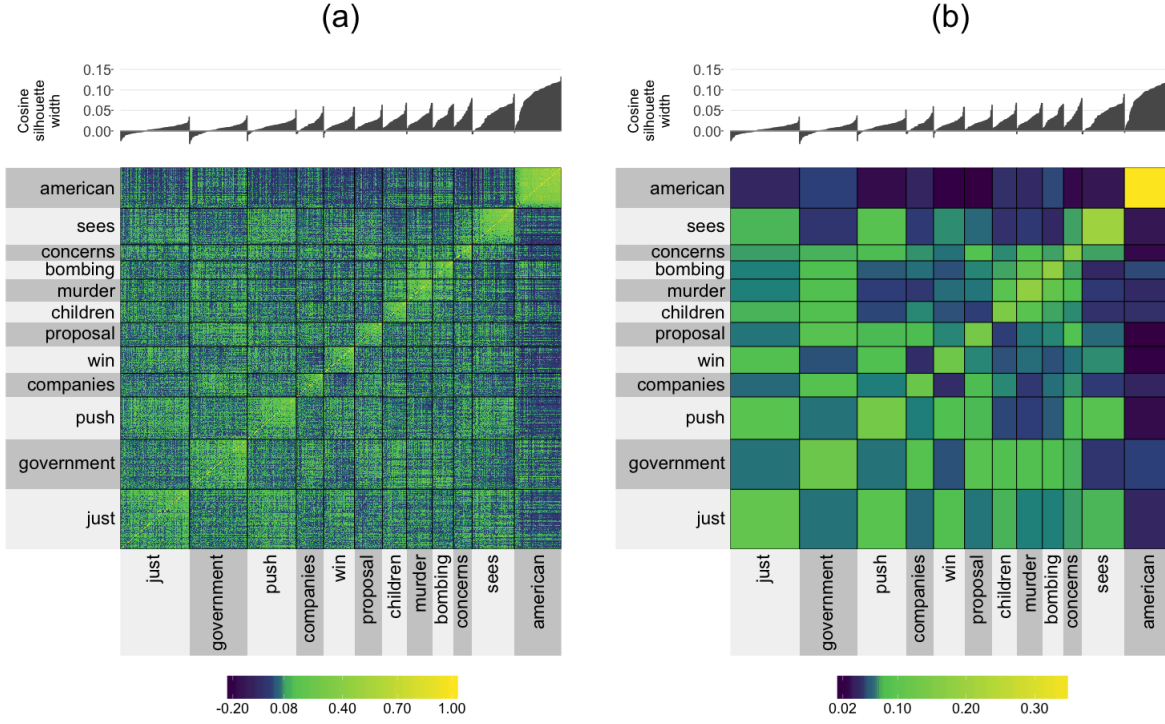 (a)
0.15
0.10
0.05
0.00
Cosine
silhouette
width
american
sees
concerns
bombing
murder
children
proposal
win
companies
push
government
just
just
government
push
companies
win
proposal
children
murder
bombing
concerns
sees
american
-0.20 0.08 0.40 0.70 1.00
(b)
0.15
0.10
0.05
0.00
Cosine
silhouette
width
american
sees
concerns
bombing
murder
children
proposal
win
companies
push
government
just
just
government
push
companies
win
proposal
children
murder
bombing
concerns
sees
american
0.02 0.10 0.20 0.30